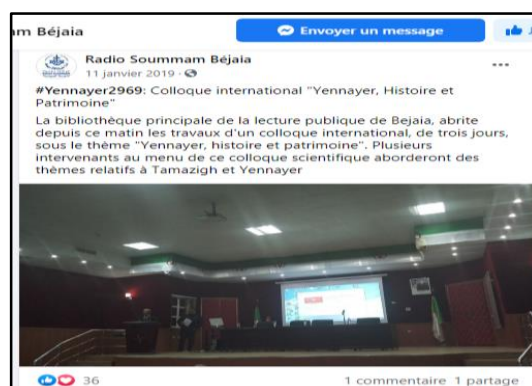 m Béjaia
Envoyer un message
J
Radio Soummam Béjaia
11 janvier 2019 ·
#Yennayer2969: Colloque international "Yennayer, Histoire et
Patrimoine"
La bibliothèque principale de la lecture publique de Bejaia, abrite
depuis ce matin les travaux d'un colloque international, de trois jours,
sous le thème "Yennayer, histoire et patrimoine". Plusieurs
intervenants au menu de ce colloque scientifique aborderont des
thèmes relatifs à Tamazigh et Yennayer
36
1 commentaire 1 partage